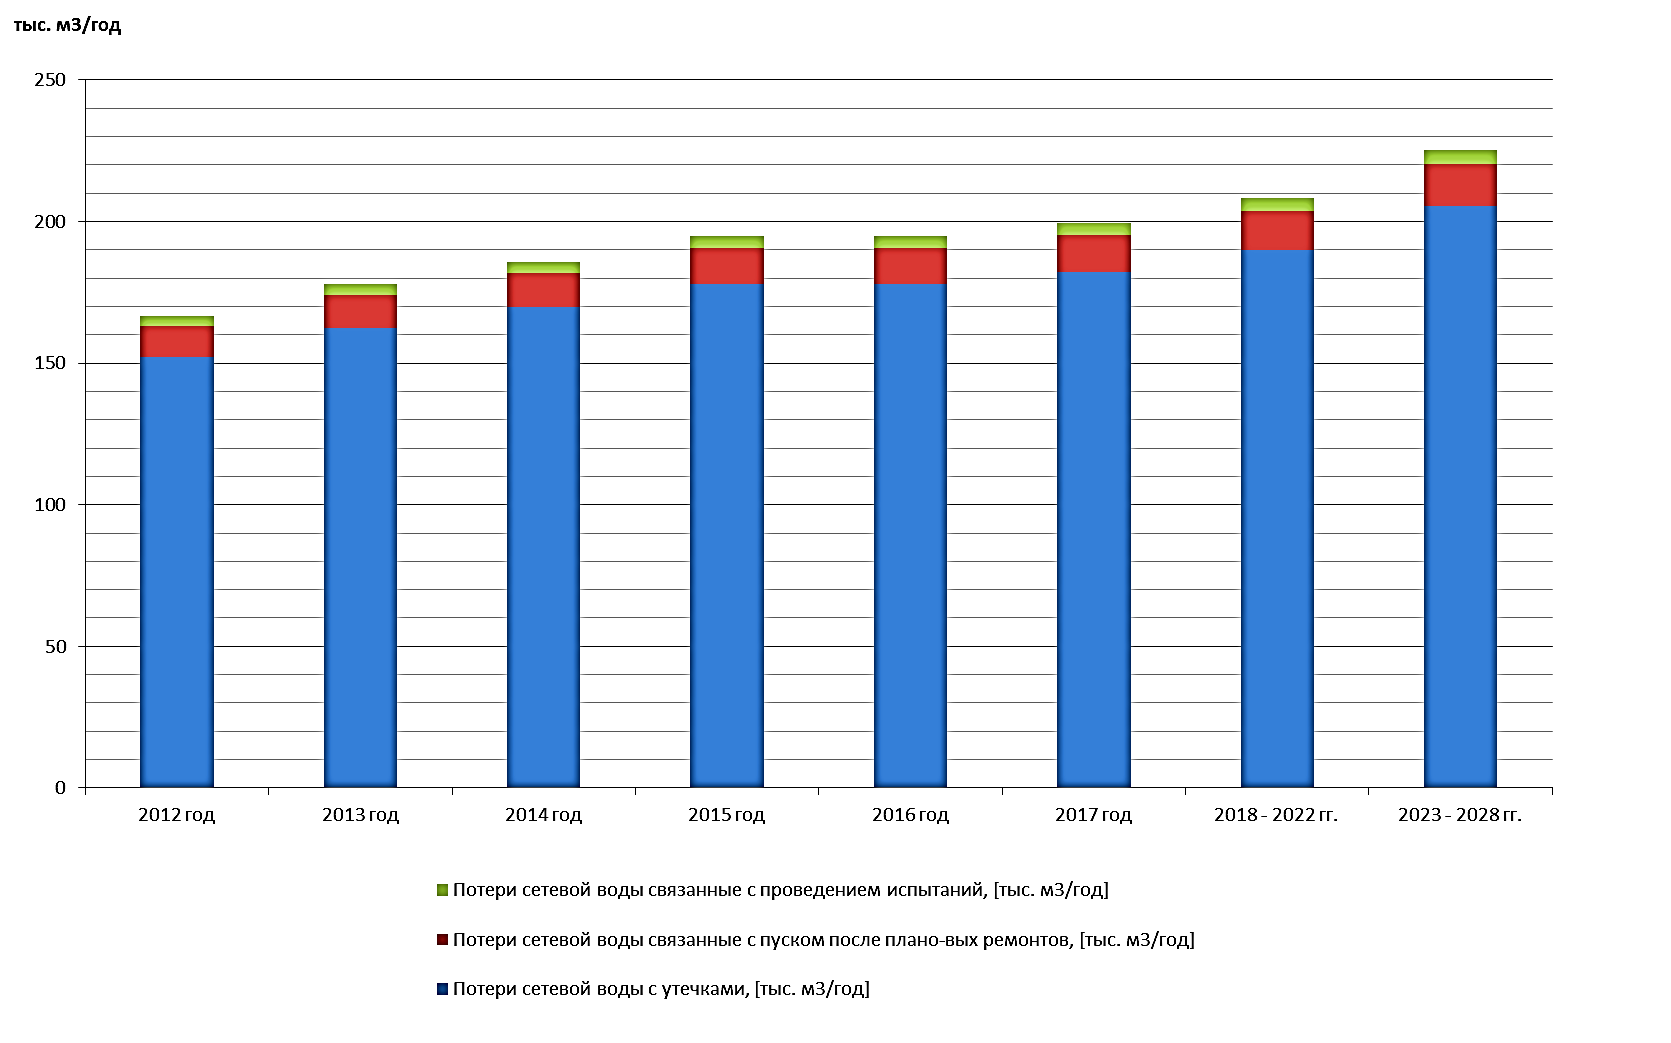 тыс. м3/год
250
200
150
100
50
0
2012 год 2013 год 2014 год 2015 год 2016 год 2017 год 2018 - 2022 гг. 2023 - 2028 гг.
Потери сетевой воды связанные с проведением испытаний, [тыс. м3/год]
Потери сетевой воды связанные с пуском после плано-вых ремонтов, [тыс. м3/год]
Потери сетевой воды с утечками, [тыс. м3/год]